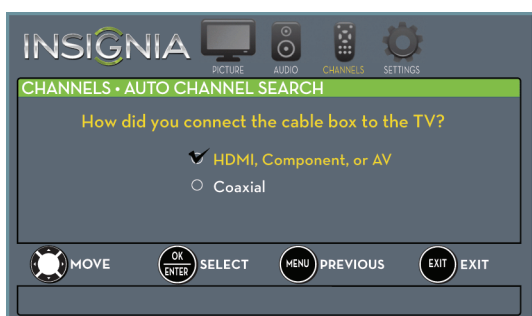 INSIGNIA
PICTURE AUDIO CHANNELS SETTINGS
CHANNELS • AUTO CHANNEL SEARCH
How did you connect the cable box to the TV?
HDMI, Component, or AV
Coaxial
MOVE OK ENTER SELECT MENU PREVIOUS EXIT EXIT